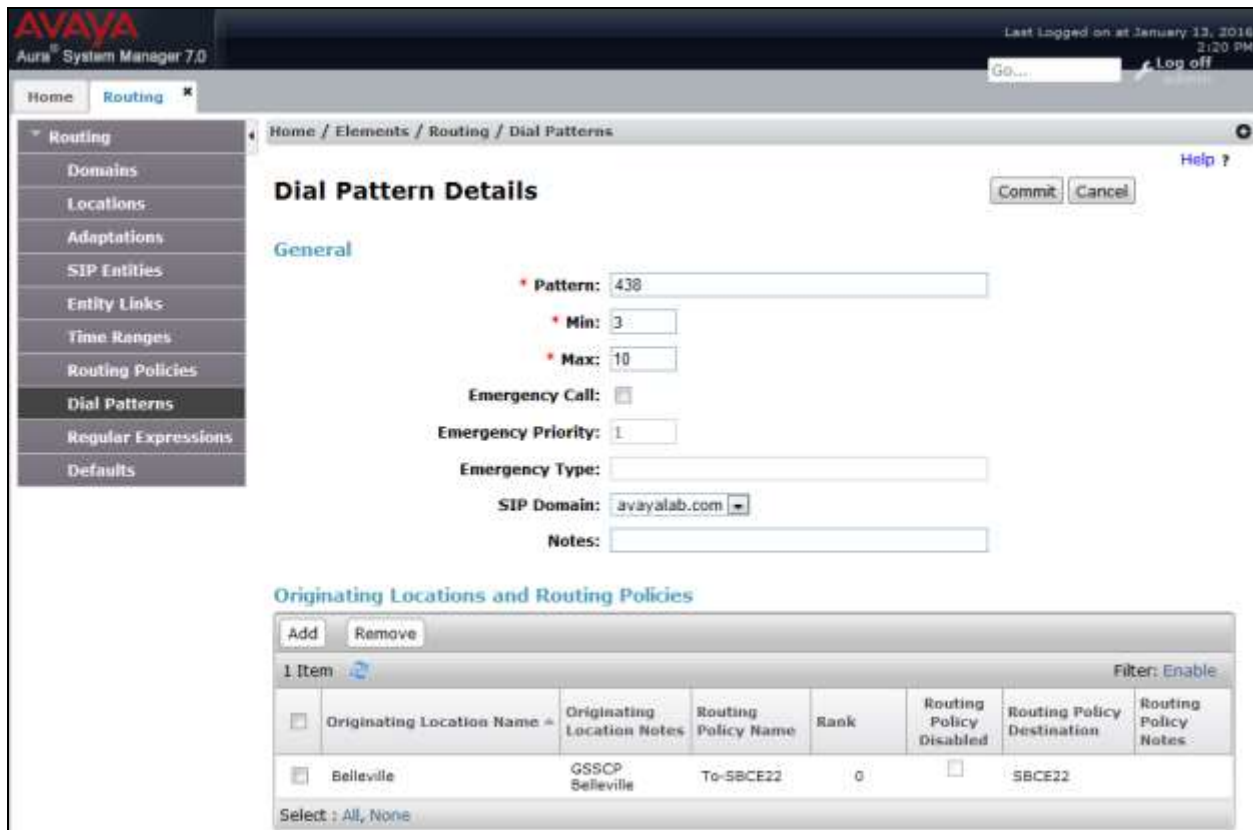 AVAYA
Last Logged on at January 13, 2016
2:20 PM
Aura® System Manager 7.0
Go...
Log off
Home
Routing ✖
Routing
Home / Elements / Routing / Dial Patterns
Help ?
Domains
Locations
Adaptations
SIP Entities
Entity Links
Time Ranges
Routing Policies
Dial Patterns
Regular Expressions
Defaults
Dial Pattern Details
Commit Cancel
General
* Pattern: 438
* Min: 3
* Max: 10
Emergency Call:
Emergency Priority: 1
Emergency Type:
SIP Domain: avayalab.com
Notes:
Originating Locations and Routing Policies
Add Remove
1 Item
Filter: Enable
Originating Location Name
Originating Location Notes
Routing Policy Name
Rank
Routing Policy Disabled
Routing Policy Destination
Routing Policy Notes
Belleville
GSSCP Belleville
To-SBCE22
0
SBCE22
Select : All, None